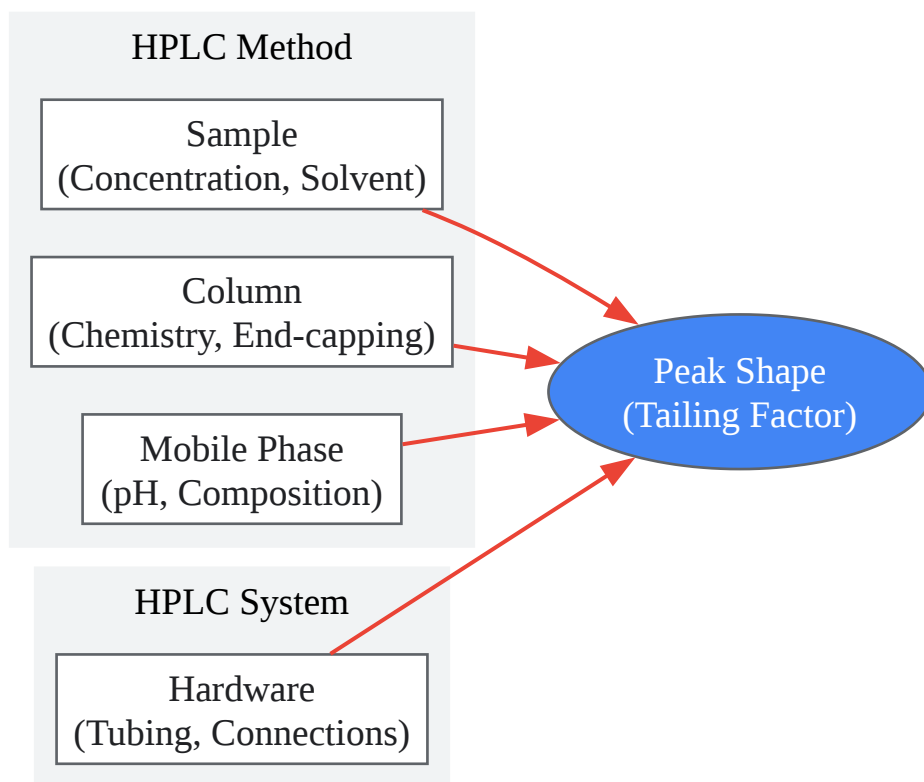 HPLC Method
Sample
(Concentration, Solvent)
Column
(Chemistry, End-capping)
Mobile Phase
(pH, Composition)
Peak Shape
(Tailing Factor)
HPLC System
Hardware
(Tubing, Connections)